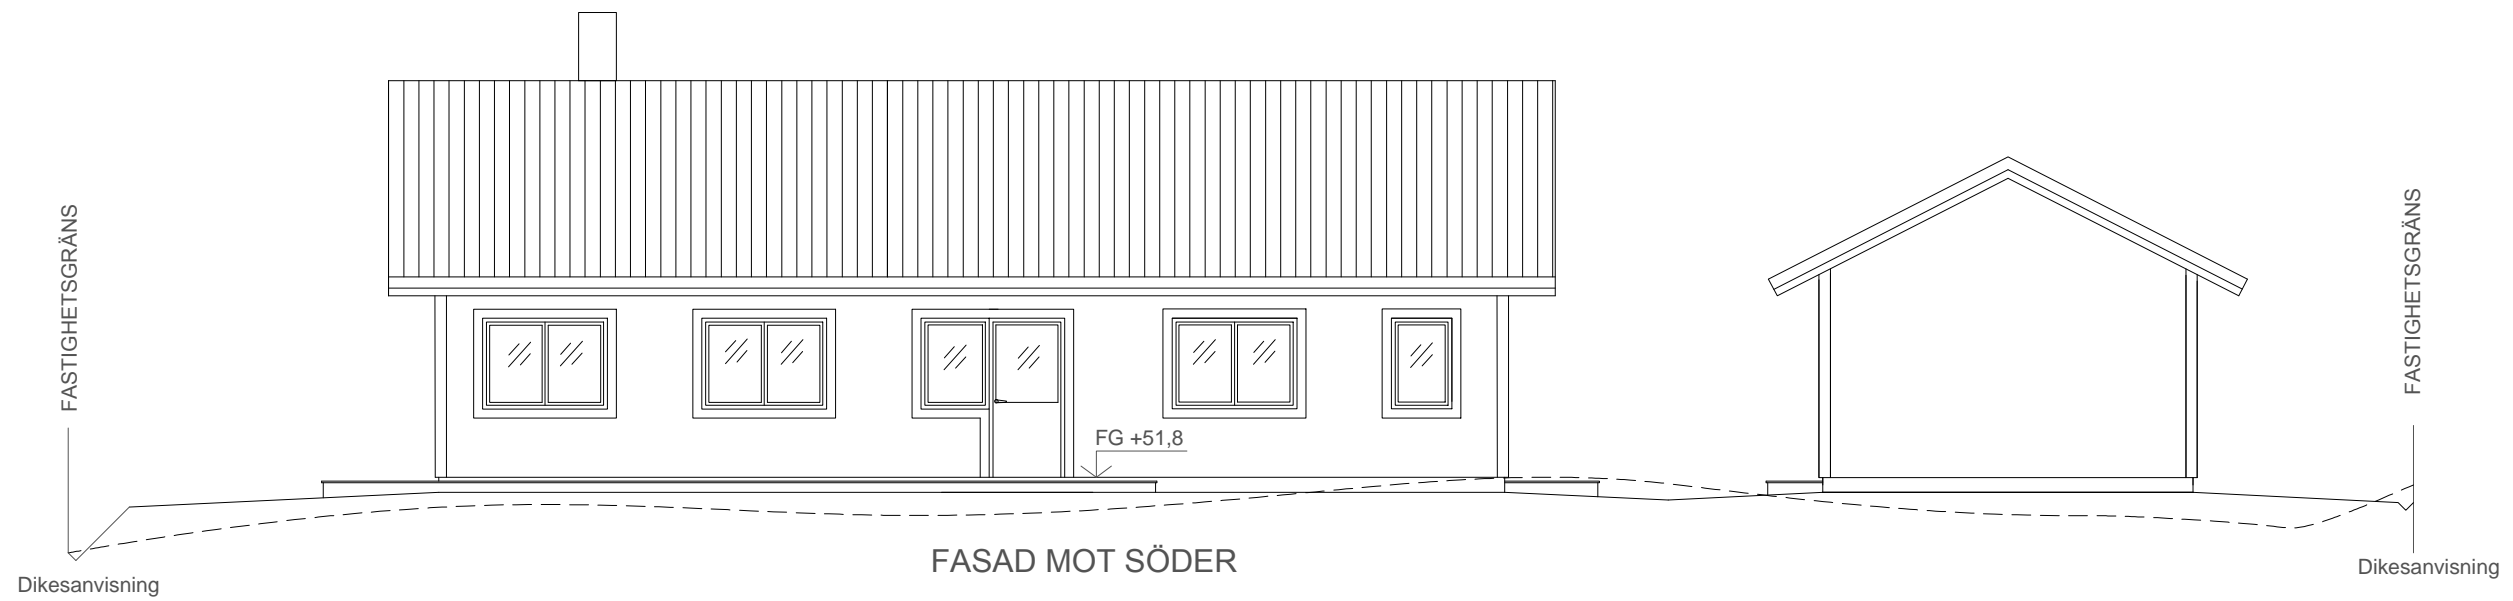 FASTIGHETSGRÄNS
FASTIGHETSGRÄNS
FG +51,8
FASAD MOT SÖDER
Dikesanvisning
Dikesanvisning